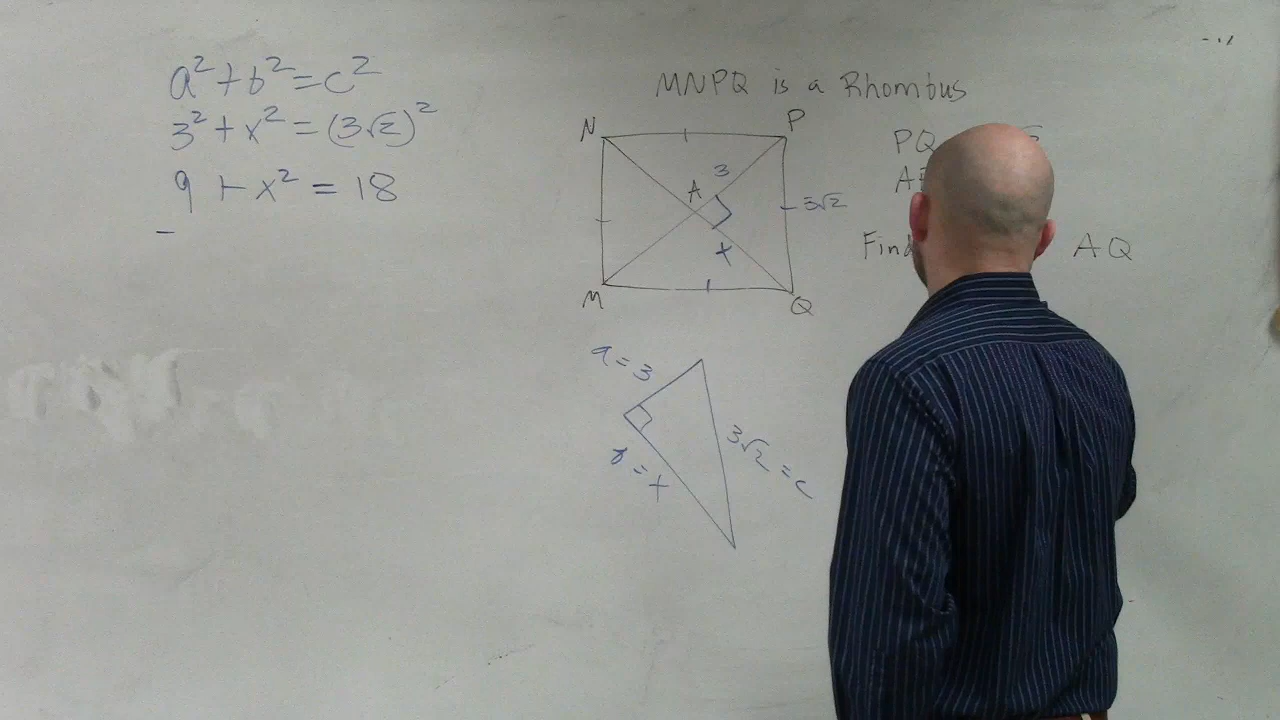 a² + b² = c²
3² + x² = (3√2)²
9 + x² = 18
−
MNPQ is a Rhombus
N
P
3
A
3√2
x
M
Q
PQ
Find
AQ
a = 3
b = x
3√2 = c